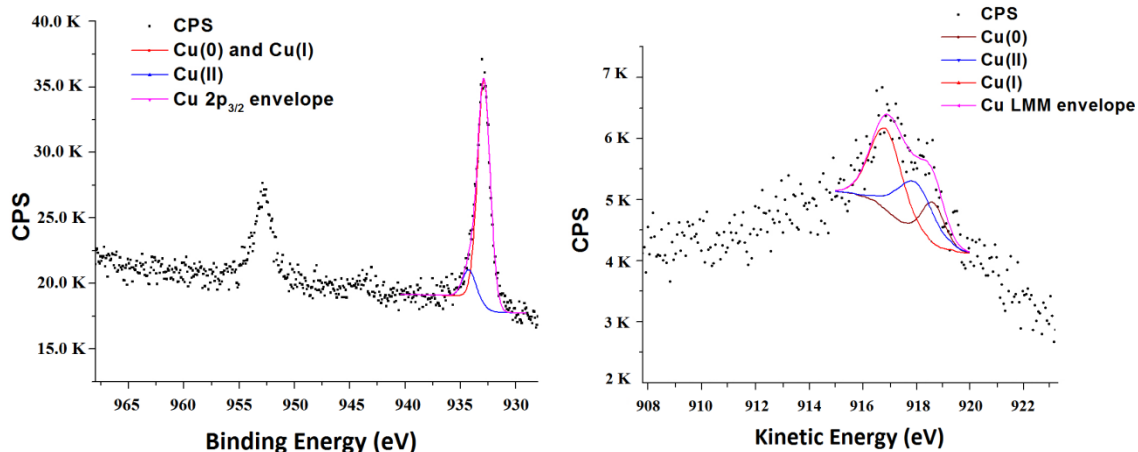 CPS
Cu(0) and Cu(I)
Cu(II)
Cu 2p3/2 envelope
40.0 K
35.0 K
30.0 K
25.0 K
20.0 K
15.0 K
CPS
965 960 955 950 945 940 935 930
Binding Energy (eV)
CPS
Cu(0)
Cu(II)
Cu(I)
Cu LMM envelope
7 K
6 K
5 K
4 K
3 K
2 K
CPS
908 910 912 914 916 918 920 922
Kinetic Energy (eV)